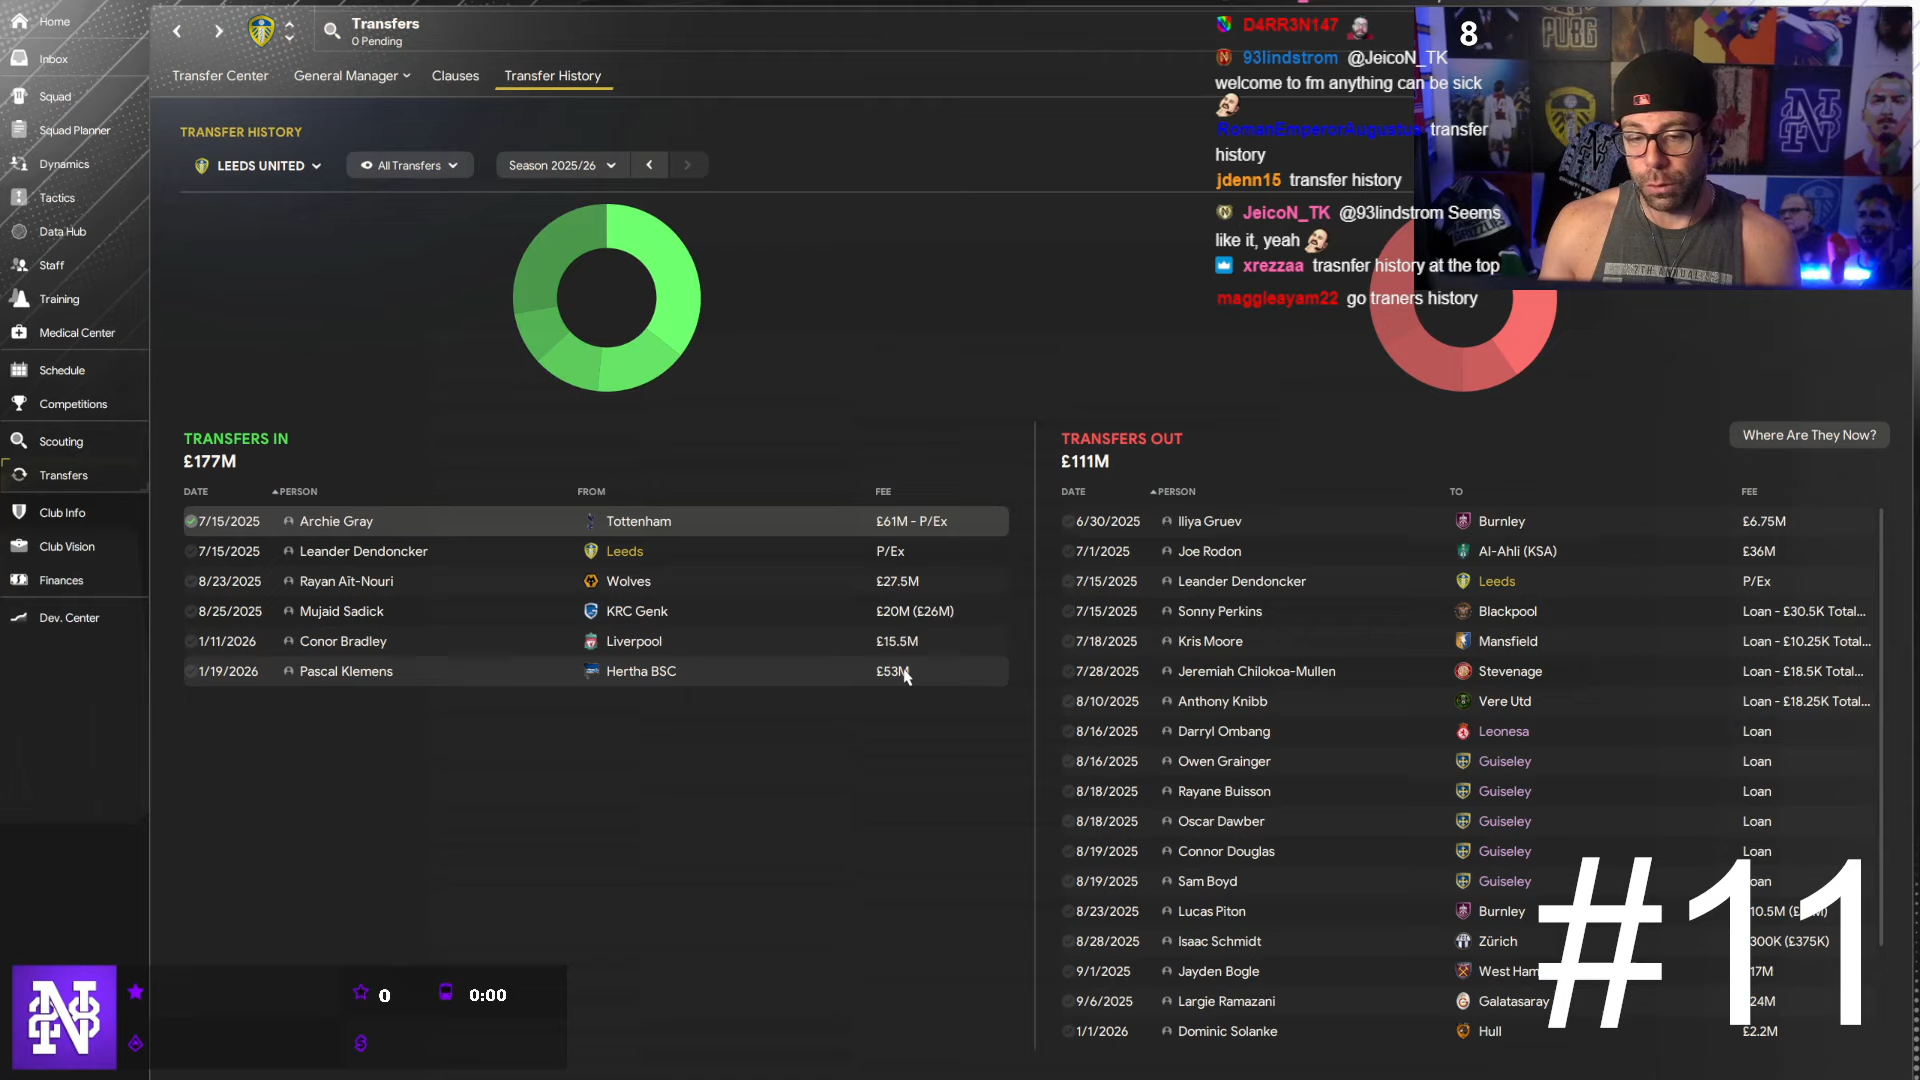 Home
Inbox
Squad
Squad Planner
Dynamics
Tactics
Data Hub
Staff
Training
Medical Center
Schedule
Competitions
Scouting
Transfers
Club Info
Club Vision
Finances
Dev. Center
Transfers
0 Pending
Transfer Center General Manager Clauses Transfer History
TRANSFER HISTORY
LEEDS UNITED All Transfers Season 2025/26
D4RR3N147
93lindstrom @JeicoN_TK
welcome to fm anything can be sick
RomanEmperorAugustus transfer
history
jdenn15 transfer history
JeicoN_TK @93lindstrom Seems
like it, yeah
xrezzaa trasnfer history at the top
maggleayam22 go traners history
8
PUBG
TRANSFERS IN
£177M
DATE PERSON FROM FEE
7/15/2025 Archie Gray Tottenham £61M - P/Ex
7/15/2025 Leander Dendoncker Leeds P/Ex
8/23/2025 Rayan Aït-Nouri Wolves £27.5M
8/25/2025 Mujaid Sadick KRC Genk £20M (£26M)
1/11/2026 Conor Bradley Liverpool £15.5M
1/19/2026 Pascal Klemens Hertha BSC £53M
TRANSFERS OUT
£111M
Where Are They Now?
DATE PERSON TO FEE
6/30/2025 Iliya Gruev Burnley £6.75M
7/1/2025 Joe Rodon Al-Ahli (KSA) £36M
7/15/2025 Leander Dendoncker Leeds P/Ex
7/15/2025 Sonny Perkins Blackpool Loan - £30.5K Total...
7/18/2025 Kris Moore Mansfield Loan - £10.25K Total...
7/28/2025 Jeremiah Chilokoa-Mullen Stevenage Loan - £18.5K Total...
8/10/2025 Anthony Knibb Vere Utd Loan - £18.25K Total...
8/16/2025 Darryl Ombang Leonesa Loan
8/16/2025 Owen Grainger Guiseley Loan
8/18/2025 Rayane Buisson Guiseley Loan
8/18/2025 Oscar Dawber Guiseley Loan
8/19/2025 Connor Douglas Guiseley Loan
8/19/2025 Sam Boyd Guiseley
8/23/2025 Lucas Piton Burnley
8/28/2025 Isaac Schmidt Zürich 300K (£375K)
9/1/2025 Jayden Bogle West Ham 17M
9/6/2025 Largie Ramazani Galatasaray 24M
1/1/2026 Dominic Solanke Hull £2.2M
#11
0 0:00